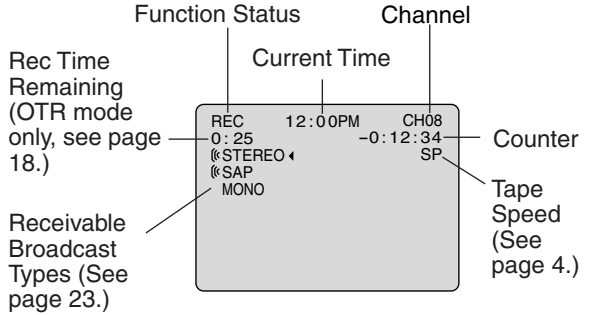 Function Status
Channel
Current Time
Rec Time
Remaining
(OTR mode
only, see page
18.)
REC 12:00PM CH08
0:25 -0:12:34
STEREO
SP
SAP
MONO
Counter
Tape
Speed
(See
page 4.)
Receivable
Broadcast
Types (See
page 23.)